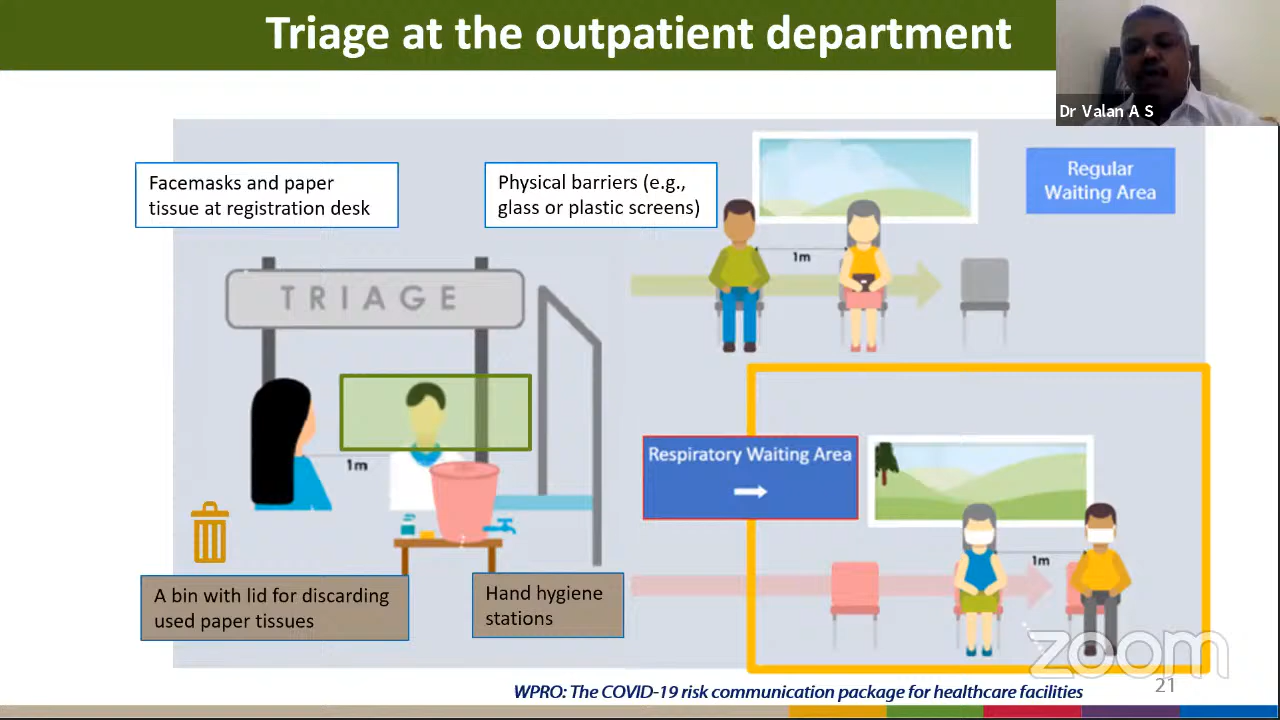 Triage at the outpatient department
Dr Valan A S
Facemasks and paper
tissue at registration desk
Physical barriers (e.g.,
glass or plastic screens)
Regular
Waiting Area
1m
TRIAGE
1m
Respiratory Waiting Area
1m
A bin with lid for discarding
used paper tissues
Hand hygiene
stations
zoom
21
WPRO: The COVID-19 risk communication package for healthcare facilities